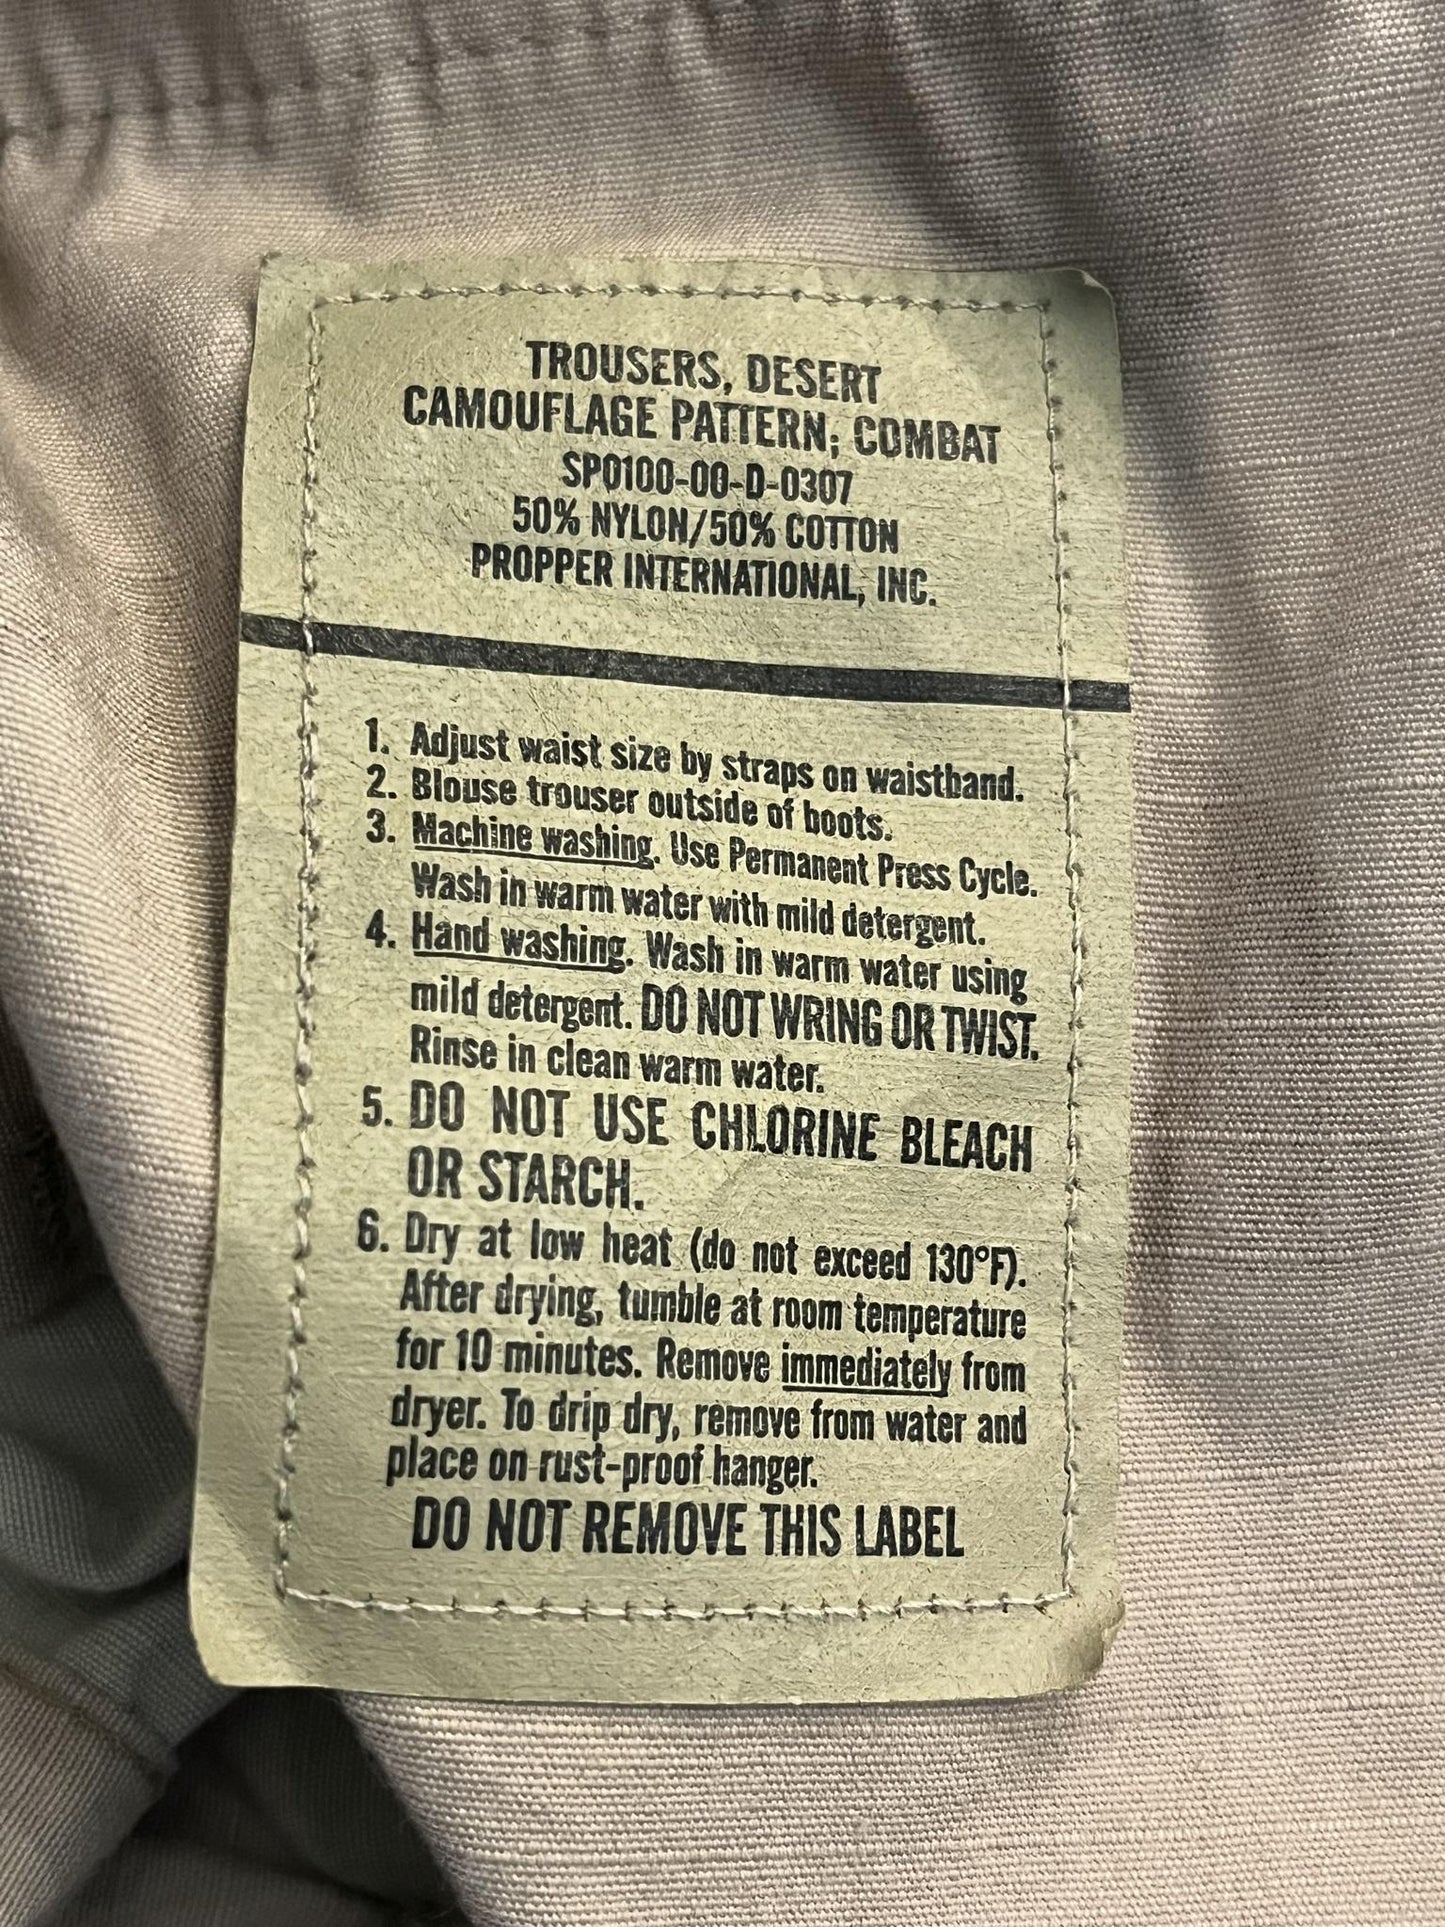 TROUSERS, DESERT
CAMOUFLAGE PATTERN; COMBAT
SP0100-00-D-0307
50% NYLON/50% COTTON
PROPPER INTERNATIONAL, INC.
1. Adjust waist size by straps on waistband.
2. Blouse trouser outside of boots.
3. Machine washing. Use Permanent Press Cycle.
Wash in warm water with mild detergent.
4. Hand washing. Wash in warm water using
mild detergent. DO NOT WRING OR TWIST.
Rinse in clean warm water.
5. DO NOT USE CHLORINE BLEACH
OR STARCH.
6. Dry at low heat (do not exceed 130°F).
After drying, tumble at room temperature
for 10 minutes. Remove immediately from
dryer. To drip dry, remove from water and
place on rust-proof hanger.
DO NOT REMOVE THIS LABEL